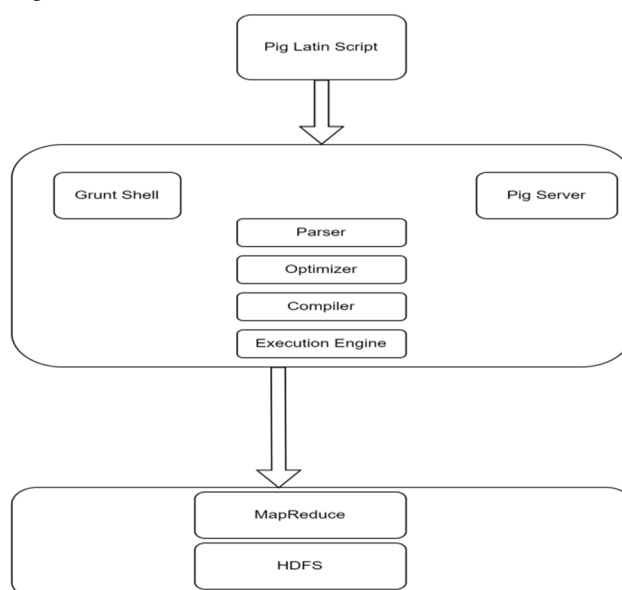 Pig Latin Script
Grunt Shell
Pig Server
Parser
Optimizer
Compiler
Execution Engine
MapReduce
HDFS